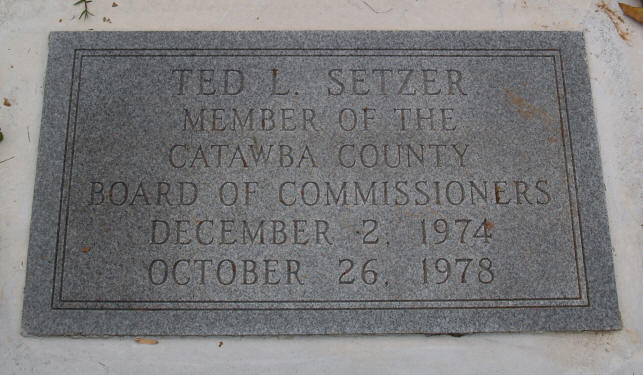 TED L. SETZER
MEMBER OF THE
CATAWBA COUNTY
BOARD OF COMMISSIONERS
DECEMBER 2, 1974
OCTOBER 26, 1978